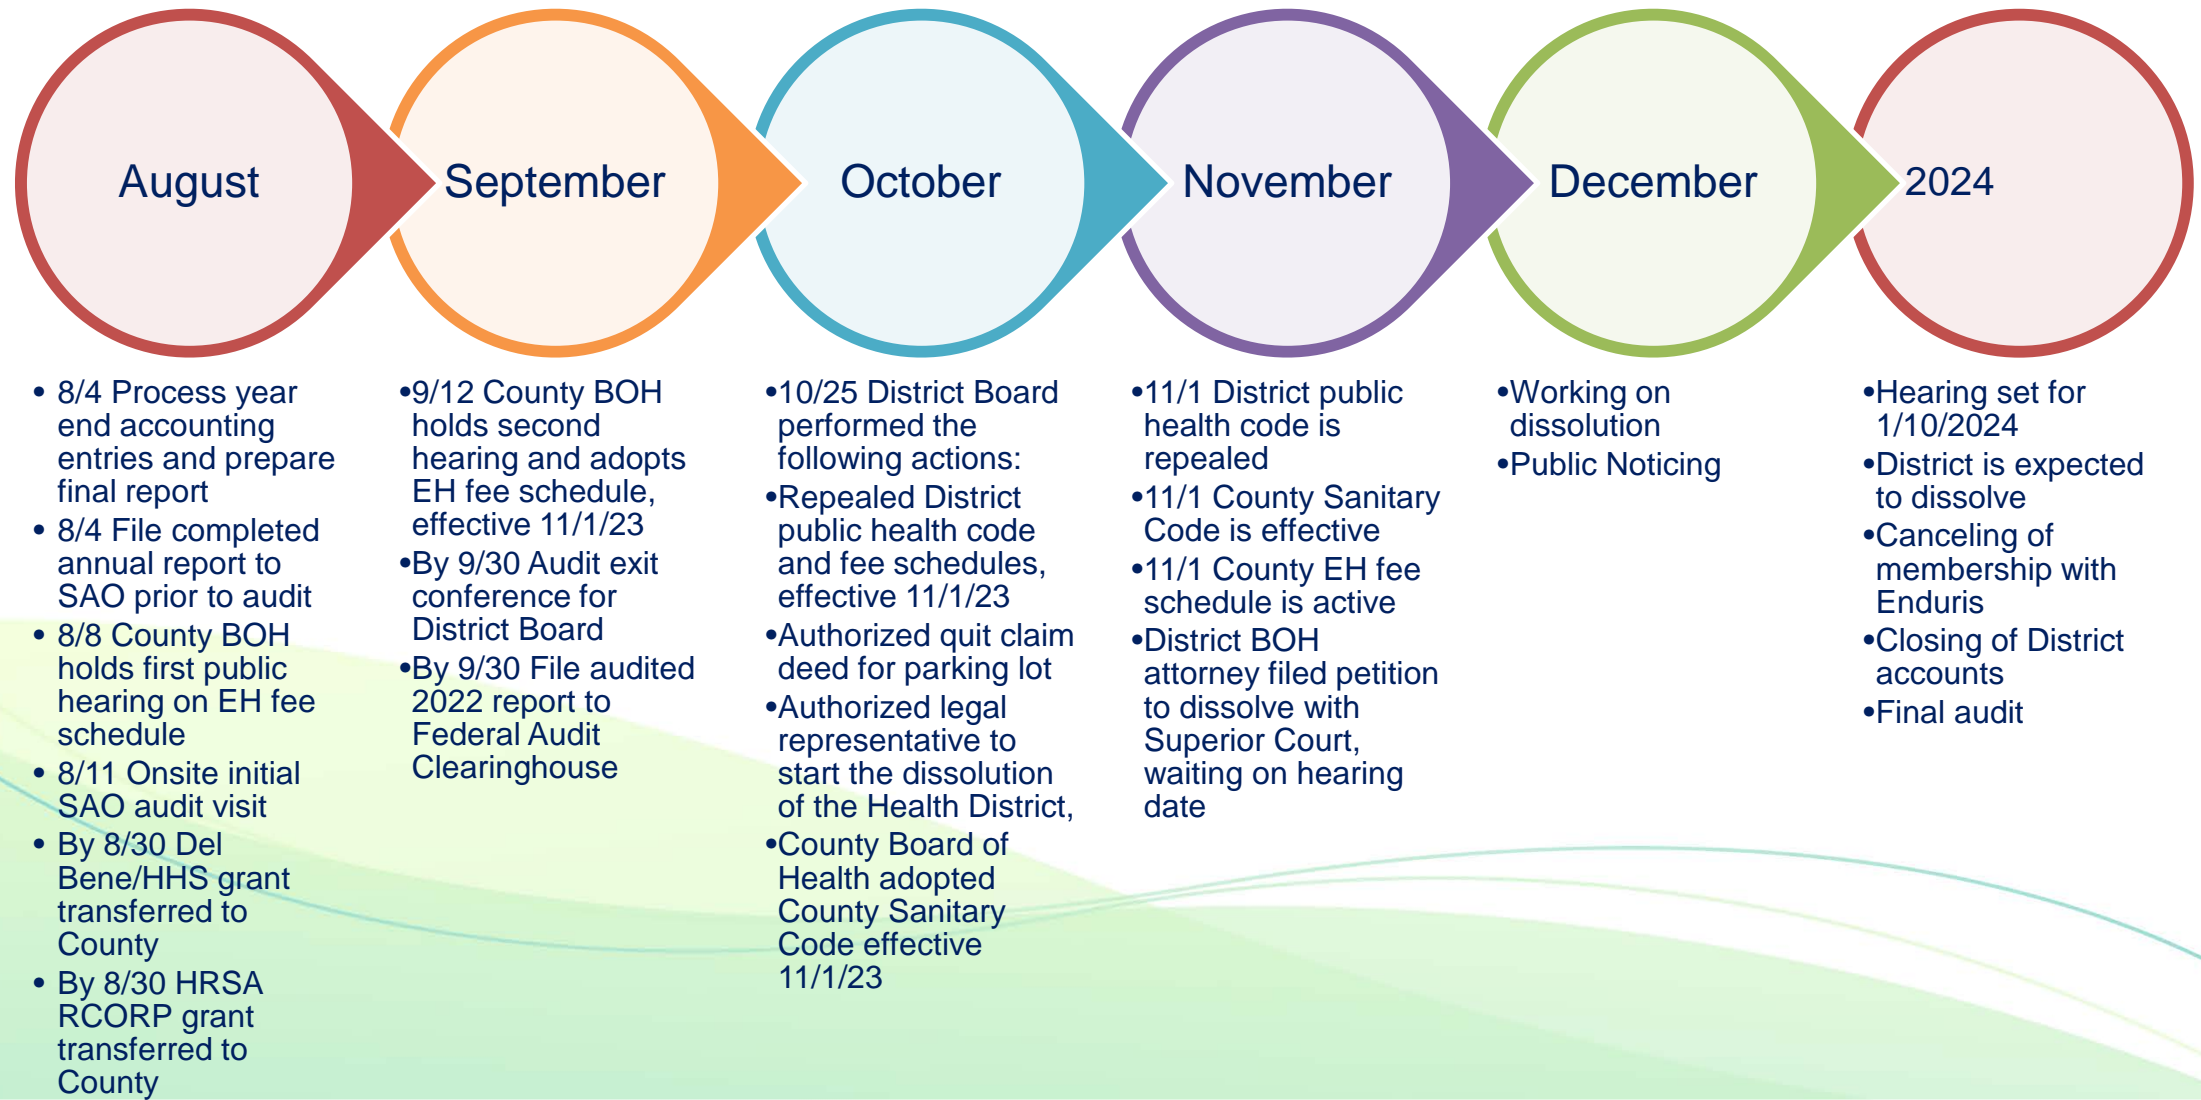 August
September
October
November
December
2024
• 8/4 Process year
end accounting
entries and prepare
final report
• 8/4 File completed
annual report to
SAO prior to audit
• 8/8 County BOH
holds first public
hearing on EH fee
schedule
• 8/11 Onsite initial
SAO audit visit
• By 8/30 Del
Bene/HHS grant
transferred to
County
• By 8/30 HRSA
RCORP grant
transferred to
County
•9/12 County BOH
holds second
hearing and adopts
EH fee schedule,
effective 11/1/23
•By 9/30 Audit exit
conference for
District Board
•By 9/30 File audited
2022 report to
Federal Audit
Clearinghouse
•10/25 District Board
performed the
following actions:
•Repealed District
public health code
and fee schedules,
effective 11/1/23
•Authorized quit claim
deed for parking lot
•Authorized legal
representative to
start the dissolution
of the Health District,
•County Board of
Health adopted
County Sanitary
Code effective
11/1/23
•11/1 District public
health code is
repealed
•11/1 County Sanitary
Code is effective
•11/1 County EH fee
schedule is active
•District BOH
attorney filed petition
to dissolve with
Superior Court,
waiting on hearing
date
•Working on
dissolution
•Public Noticing
•Hearing set for
1/10/2024
•District is expected
to dissolve
•Canceling of
membership with
Enduris
•Closing of District
accounts
•Final audit